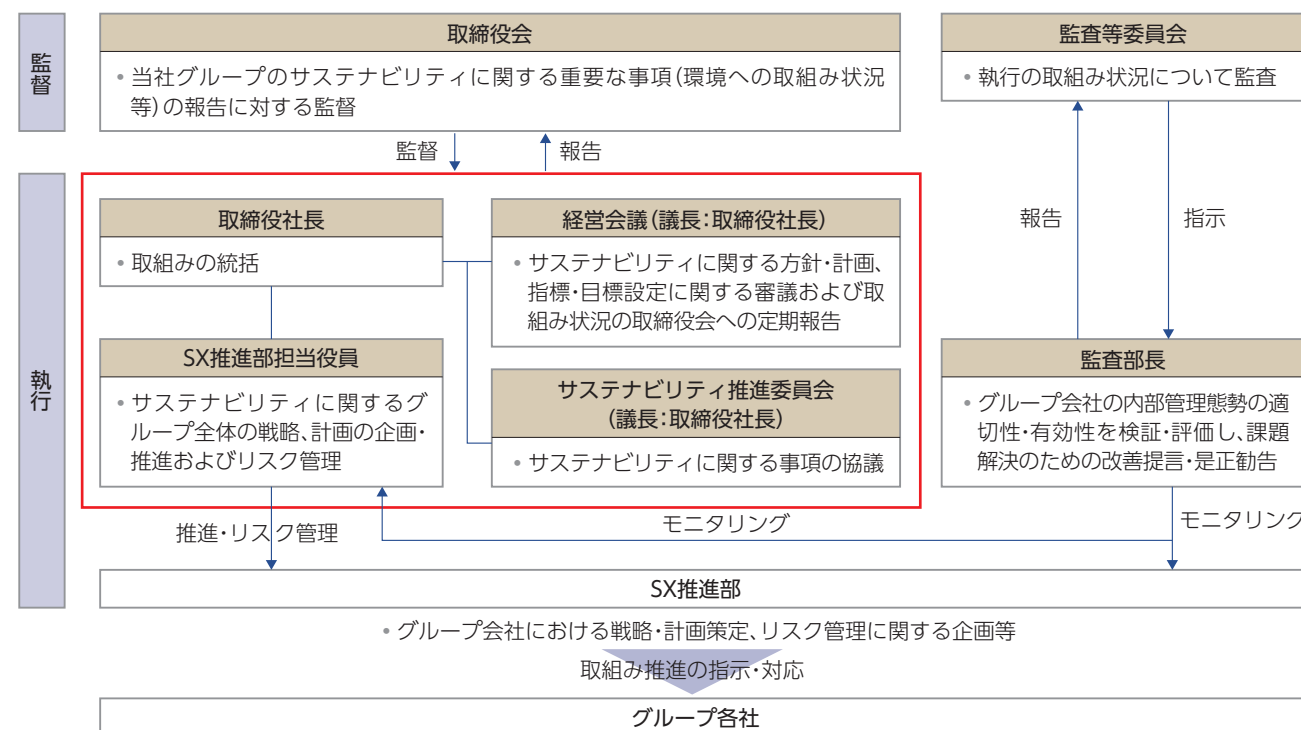 監督
取締役会
• 当社グループのサステナビリティに関する重要な事項(環境への取組み状況
等)の報告に対する監督
監査等委員会
• 執行の取組み状況について監査
監督
報告
執行
取締役社長
• 取組みの統括
経営会議(議長:取締役社長)
• サステナビリティに関する方針・計画、
指標・目標設定に関する審議および取
組み状況の取締役会への定期報告
報告
指示
SX推進部担当役員
• サステナビリティに関するグ
ループ全体の戦略、計画の企画・
推進およびリスク管理
サステナビリティ推進委員会
(議長:取締役社長)
• サステナビリティに関する事項の協議
監査部長
• グループ会社の内部管理態勢の適
切性・有効性を検証・評価し、課題
解決のための改善提言・是正勧告
推進・リスク管理
モニタリング
モニタリング
SX推進部
• グループ会社における戦略・計画策定、リスク管理に関する企画等
取組み推進の指示・対応
グループ各社